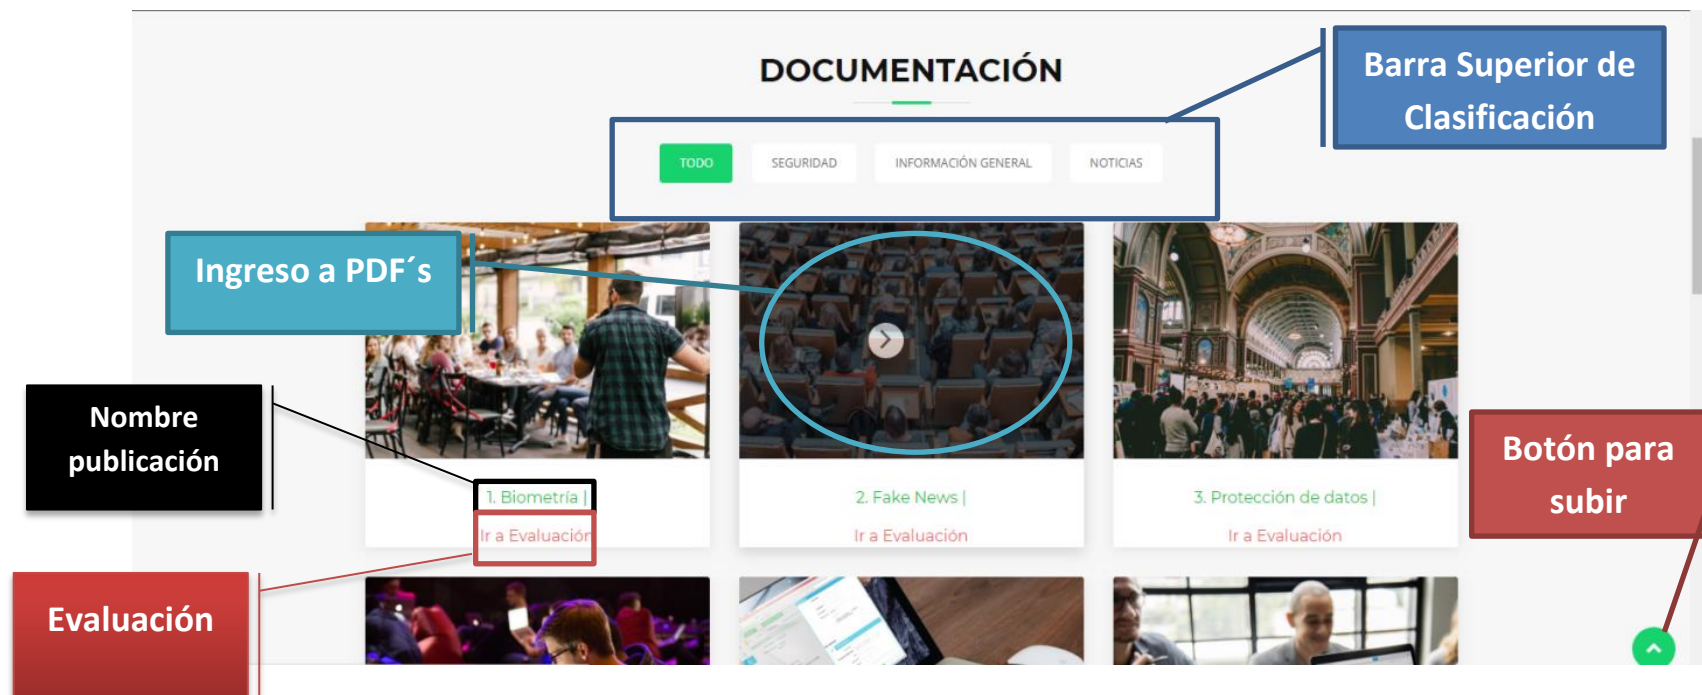 DOCUMENTACIÓN
Barra Superior de
Clasificación
TODO
SEGURIDAD
INFORMACIÓN GENERAL
NOTICIAS
Ingreso a PDF´s
Nombre
publicación
1. Biometría |
2. Fake News |
3. Protección de datos |
Ir a Evaluación
Ir a Evaluación
Ir a Evaluación
Botón para
subir
Evaluación